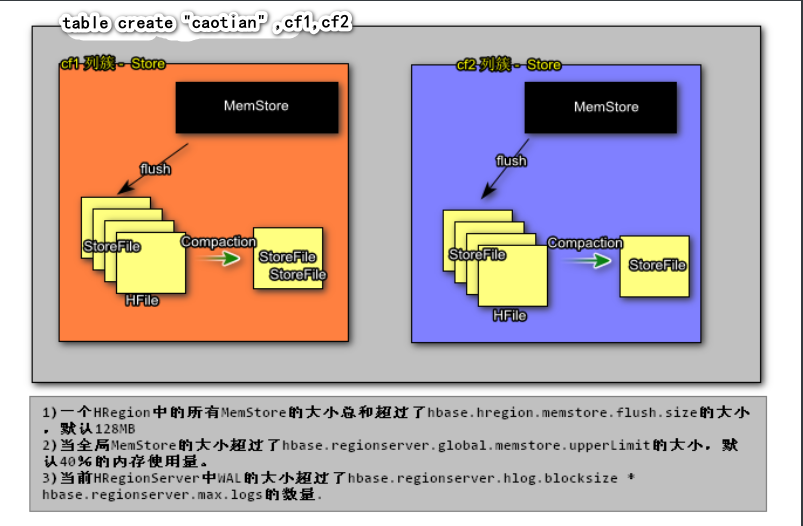 table create "caotian" ,cf1,cf2
cf1 列簇 - Store
cf2 列簇 - Store
MemStore
MemStore
flush
flush
StoreFile
Compaction
StoreFile
StoreFile
HFile
StoreFile
Compaction
StoreFile
HFile
1)一个HRegion中的所有MemStore的大小总和超过了hbase.hregion.memstore.flush.size的大小
，默认128MB
2)当全局MemStore的大小超过了hbase.regionserver.global.memstore.upperLimit的大小，默
认40％的内存使用量。
3)当前HRegionServer中WAL的大小超过了hbase.regionserver.hlog.blocksize *
hbase.regionserver.max.logs的数量.